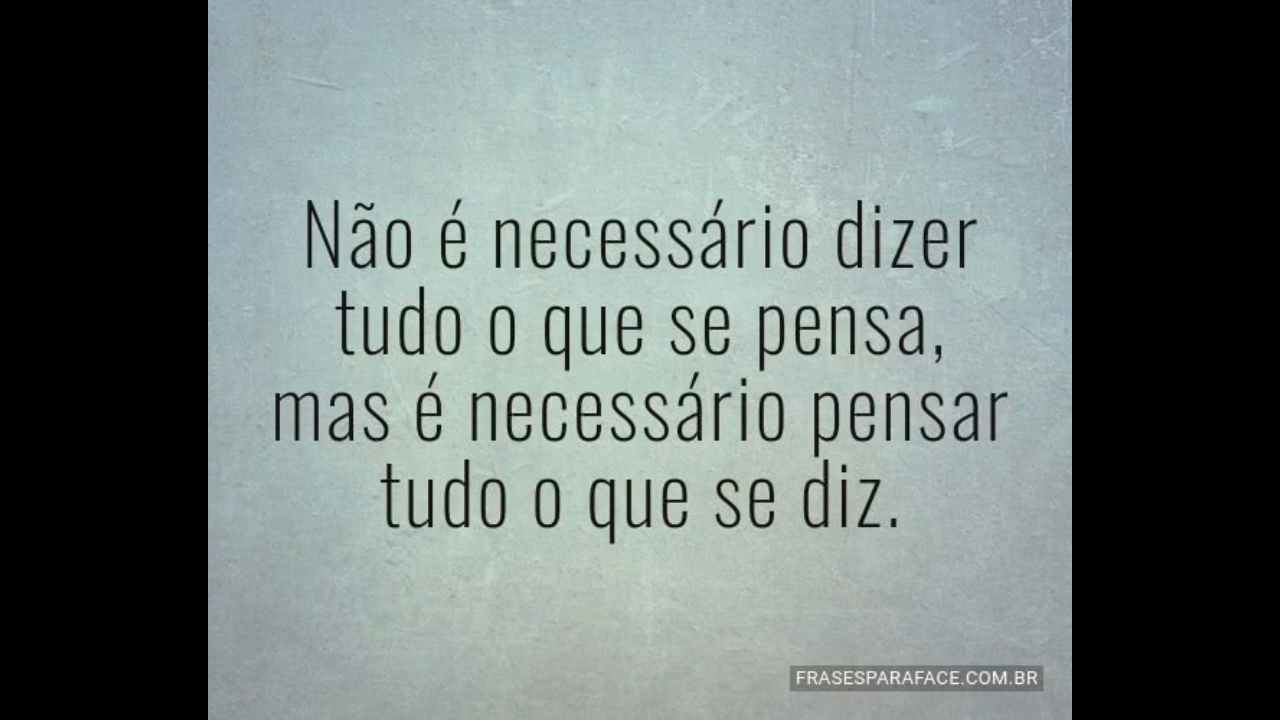 Não é necessário dizer
tudo o que se pensa,
mas é necessário pensar
tudo o que se diz.
FRASESPARAFACE.COM.BR